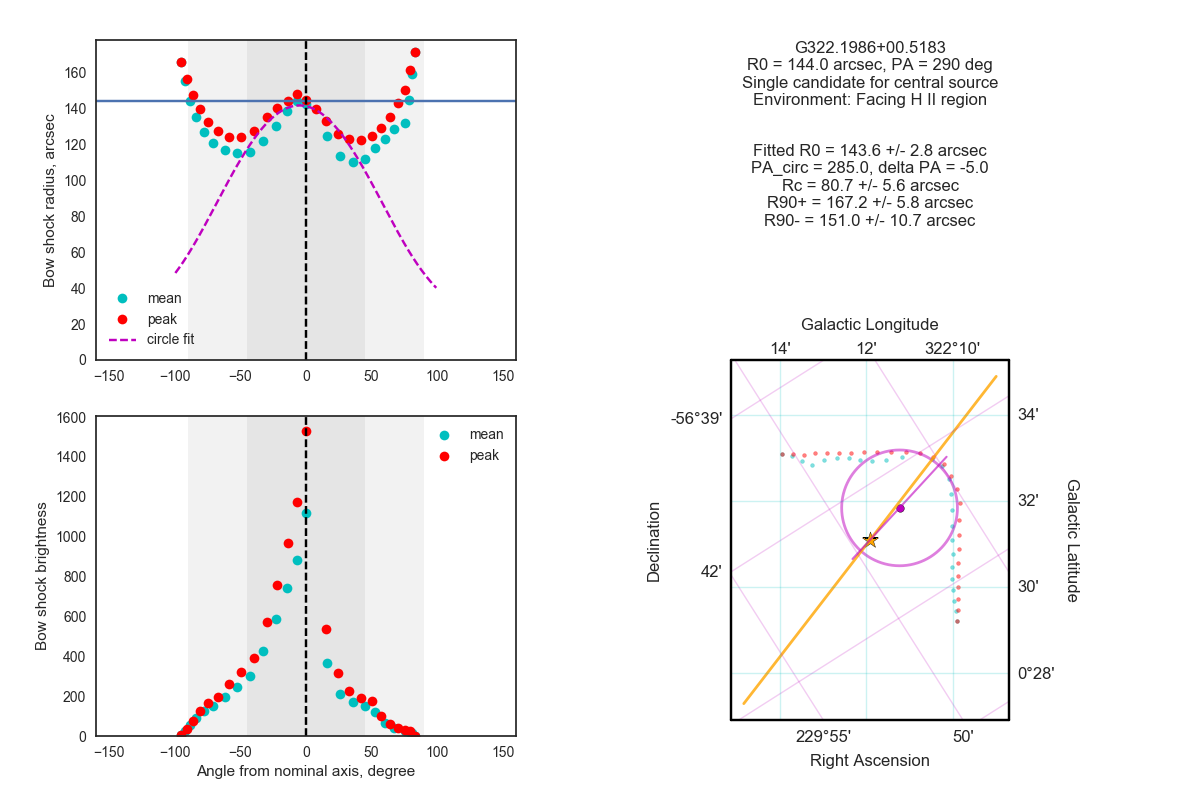 160
140
120
100
80
60
40
20
0
Bow shock radius, arcsec
mean
peak
circle fit
−150
−100
−50
0
50
100
150
1600
1400
1200
1000
800
600
400
200
0
Bow shock brightness
mean
peak
−150
−100
−50
0
50
100
150
Angle from nominal axis, degree
G322.1986+00.5183
R0 = 144.0 arcsec, PA = 290 deg
Single candidate for central source
Environment: Facing H II region
Fitted R0 = 143.6 +/- 2.8 arcsec
PA_circ = 285.0, delta PA = -5.0
Rc = 80.7 +/- 5.6 arcsec
R90+ = 167.2 +/- 5.8 arcsec
R90- = 151.0 +/- 10.7 arcsec
Galactic Longitude
14'
12'
322°10'
-56°39'
42'
Declination
34'
32'
30'
0°28'
Galactic Latitude
229°55'
50'
Right Ascension